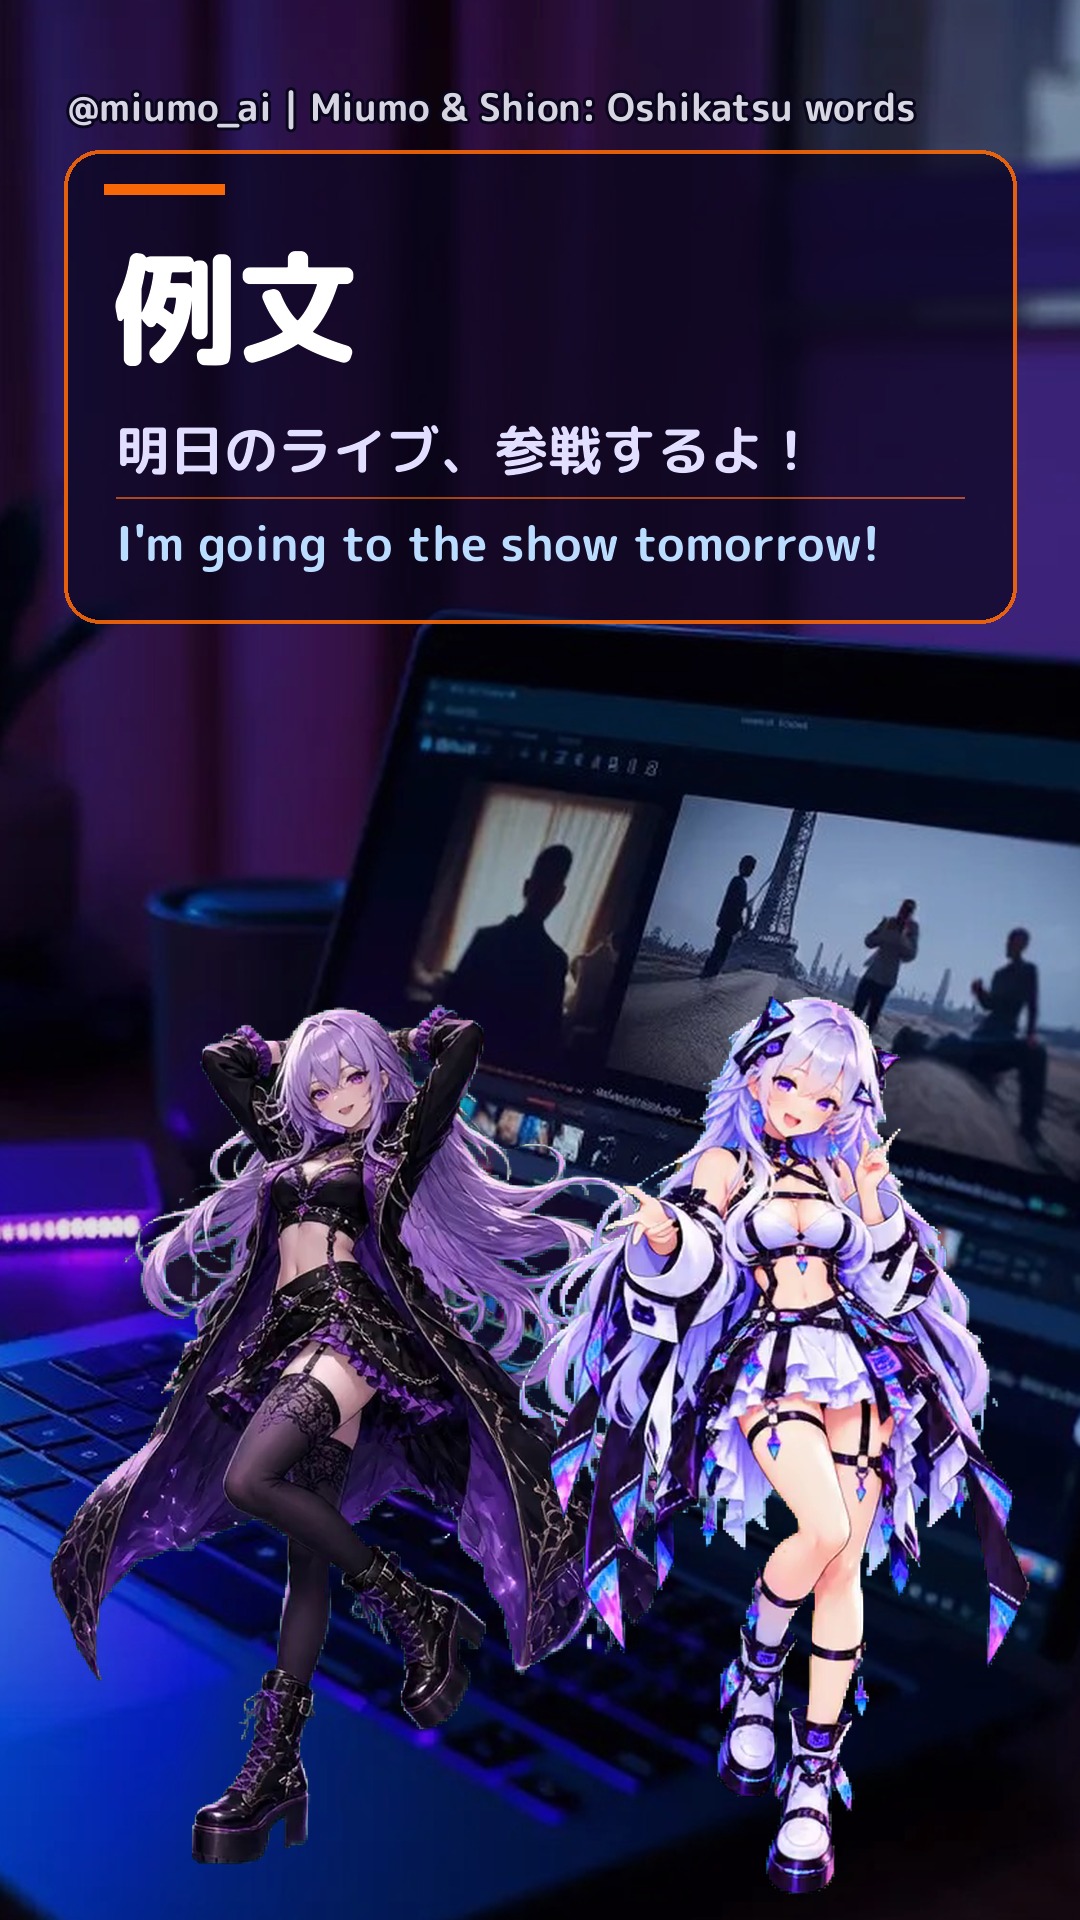 @miumo_ai | Miumo & Shion: Oshikatsu words
例文
明日のライブ、参戦するよ！
I'm going to the show tomorrow!